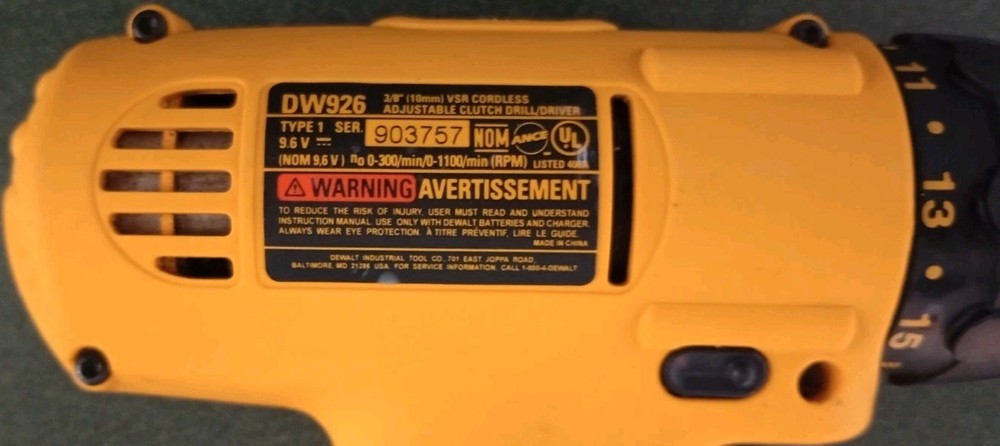 DW926 3/8" (10mm) VSR CORDLESS
ADJUSTABLE CLUTCH DRILL/DRIVER
TYPE 1 SER. 903757 NOM ANCE UL
9.6 V
(NOM 9,6 V) no 0-300/min/0-1100/min (RPM) LISTED
WARNING AVERTISSEMENT
TO REDUCE THE RISK OF INJURY, USER MUST READ AND UNDERSTAND
INSTRUCTION MANUAL. USE ONLY WITH DEWALT BATTERIES AND CHARGER.
ALWAYS WEAR EYE PROTECTION. À TITRE PRÉVENTIF, LIRE LE GUIDE.
MADE IN CHINA
DEWALT INDUSTRIAL TOOL CO., 701 EAST JOPPA ROAD,
BALTIMORE, MD 21286 USA. FOR SERVICE INFORMATION, CALL 1-800-4-DEWALT
11
13
15